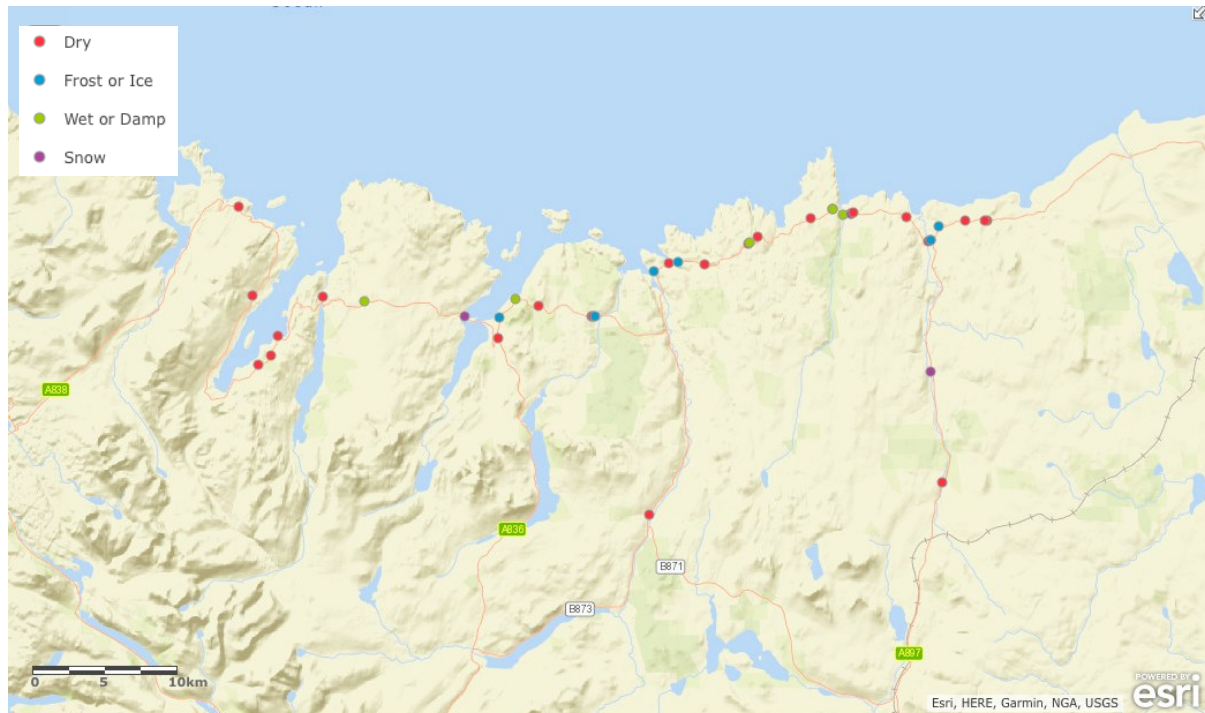 Dry
Frost or Ice
Wet or Damp
Snow
A838
A836
B871
B873
A897
0 5 10km
Esri, HERE, Garmin, NGA, USGS
POWERED BY
esri